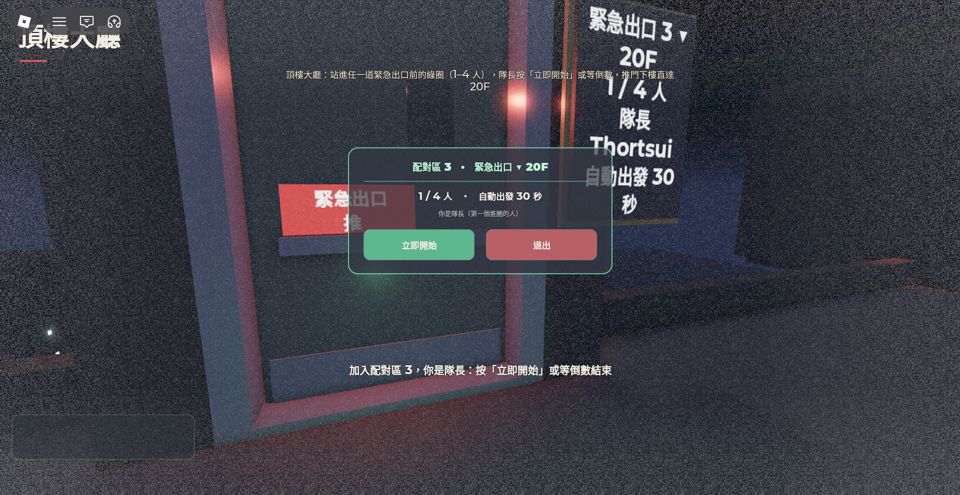 頂樓大廳
頂樓大廳：站進任一道緊急出口前的綠圈（1–4 人），隊長按「立即開始」或等倒數，推門下樓直達
20F
緊急出口 3 ▼
20F
1 / 4 人
隊長
Thortsui
自動出發 30
秒
緊急出口
推
配對區 3 • 緊急出口 ▼ 20F
1 / 4 人 • 自動出發 30 秒
你是隊長（第一個進圈的人）
立即開始
退出
加入配對區 3，你是隊長：按「立即開始」或等倒數結束